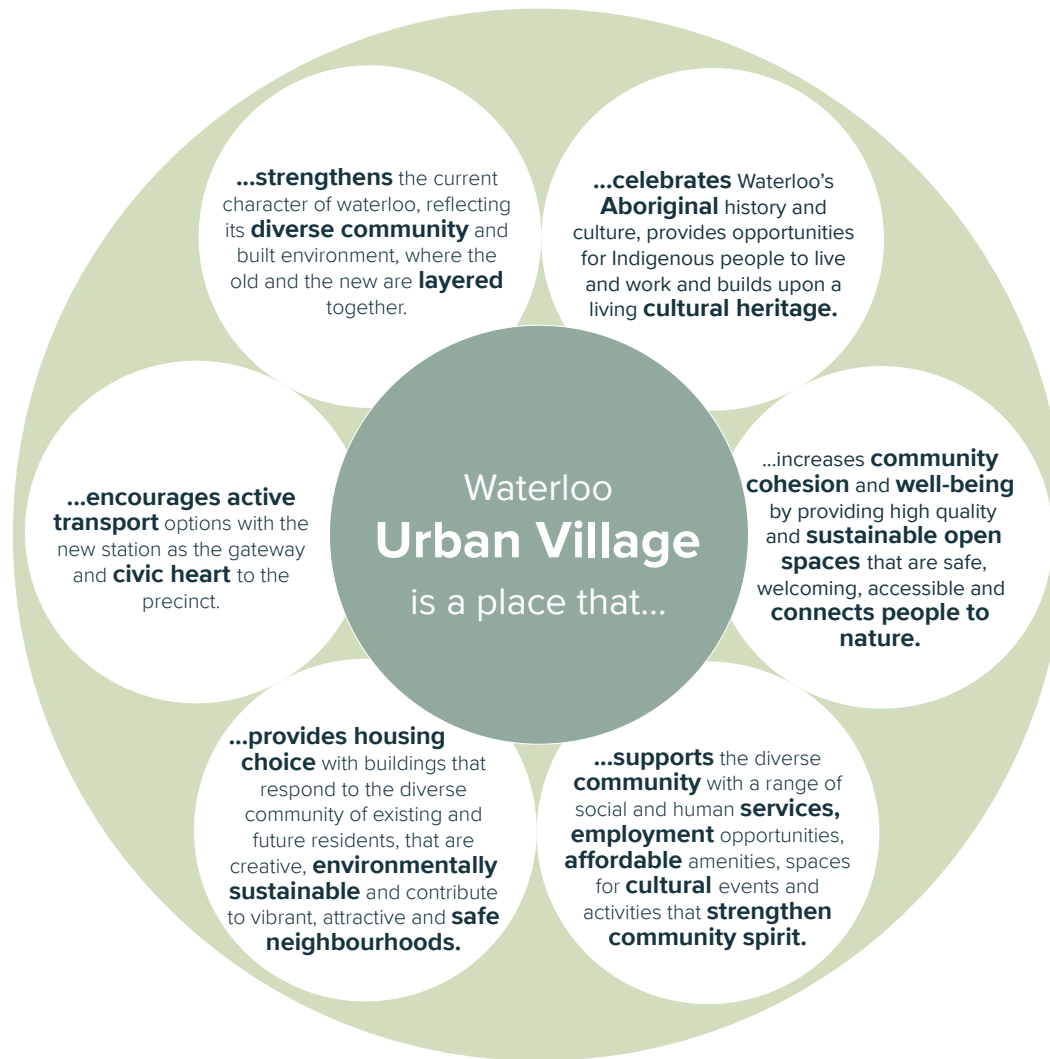 ...strengthens the current
character of waterloo, reflecting
its diverse community and
built environment, where the
old and the new are layered
together.
...celebrates Waterloo's
Aboriginal history and
culture, provides opportunities
for Indigenous people to live
and work and builds upon a
living cultural heritage.
...encourages active
transport options with the
new station as the gateway
and civic heart to the
precinct.
Waterloo
Urban Village
is a place that...
...increases community
cohesion and well-being
by providing high quality
and sustainable open
spaces that are safe,
welcoming, accessible and
connects people to
nature.
...provides housing
choice with buildings that
respond to the diverse
community of existing and
future residents, that are
creative, environmentally
sustainable and contribute
to vibrant, attractive and safe
neighbourhoods.
...supports the diverse
community with a range of
social and human services,
employment opportunities,
affordable amenities, spaces
for cultural events and
activities that strengthen
community spirit.